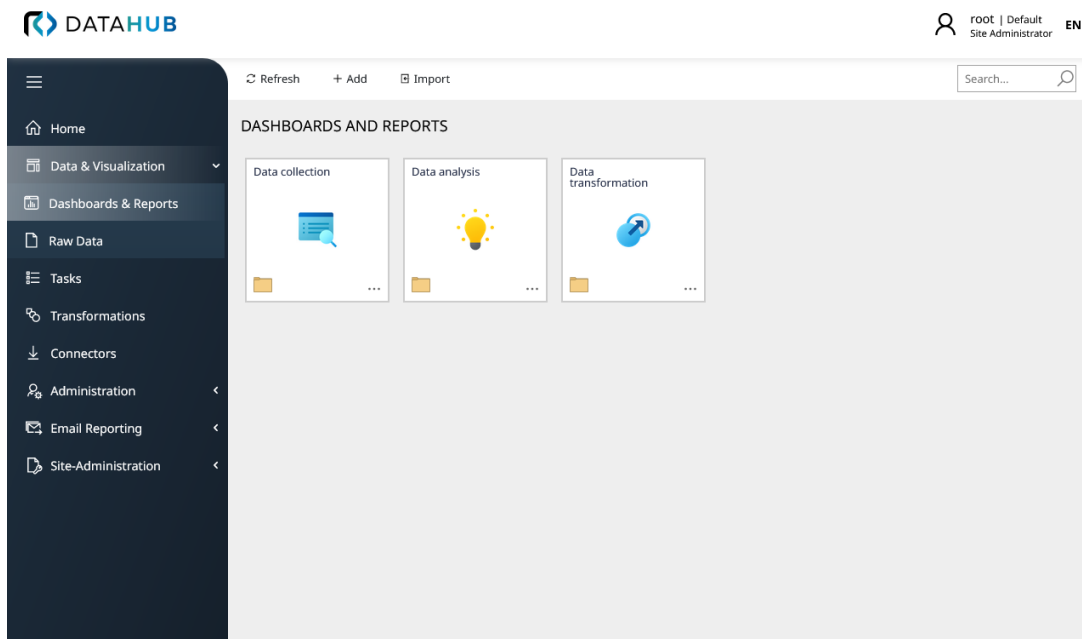 DATAHUB
root | Default
Site Administrator
EN
Refresh
+ Add
Import
Search...
Home
Data & Visualization
Dashboards & Reports
Raw Data
Tasks
Transformations
Connectors
Administration
Email Reporting
Site-Administration
DASHBOARDS AND REPORTS
Data collection
...
Data analysis
...
Data
transformation
...